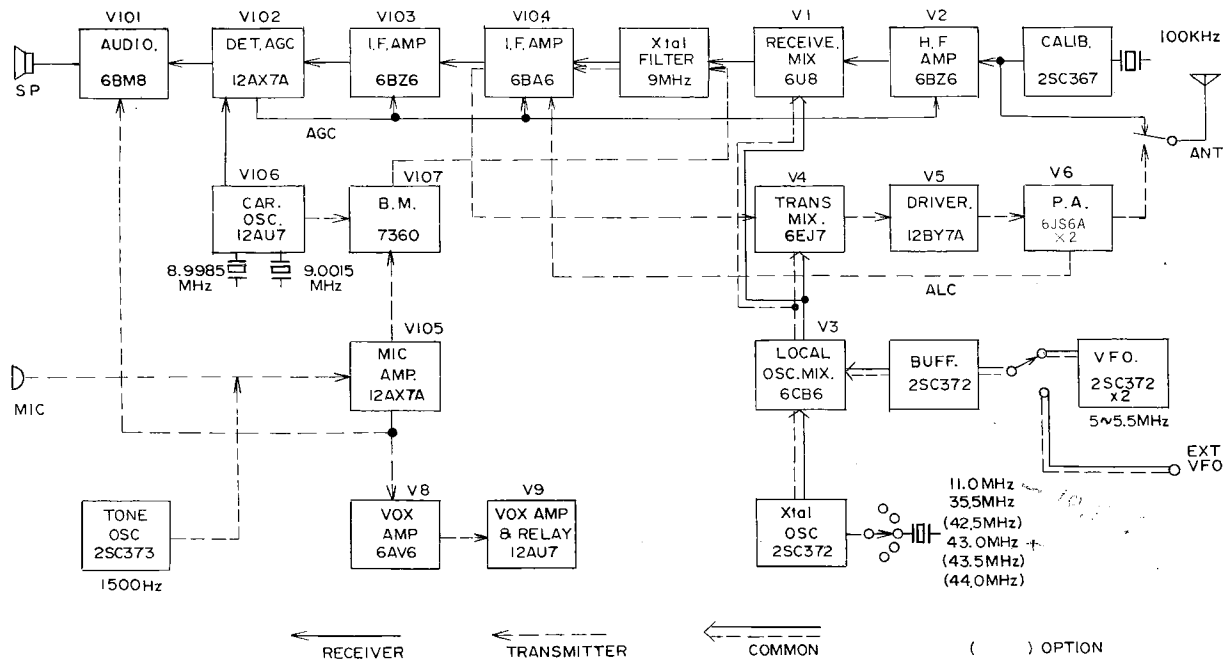 V101
AUDIO.
6BM8
SP
V102
DET, AGC
12AX7A
V103
I.F. AMP
6BZ6
V104
I.F, AMP
6BA6
Xtal
FILTER
9MHz
V1
RECEIVE,
MIX
6U8
V2
H.F
AMP
6BZ6
CALIB.
2SC367
100KHz
ANT
AGC
V106
CAR.
OSC.
12AU7
8.9985
MHz
9.0015
MHz
V107
B.M.
7360
V4
TRANS
MIX.
6EJ7
V5
DRIVER.
12BY7A
V6
P.A.
6JS6A
×2
ALC
V105
MIC
AMP.
12AX7A
MIC
V3
LOCAL
OSC.MIX.
6CB6
BUFF.
2SC372
VFO.
2SC372
x2
5~5.5MHz
EXT
VFO
TONE
OSC
2SC373
1500Hz
V8
VOX
AMP
6AV6
V9
VOX AMP
& RELAY
12AU7
Xtal
OSC
2SC372
11.0MHz
35.5MHz
(42.5MHz)
43.0MHz +
(43.5MHz)
(44.0MHz)
RECEIVER
TRANSMITTER
COMMON
( ) OPTION